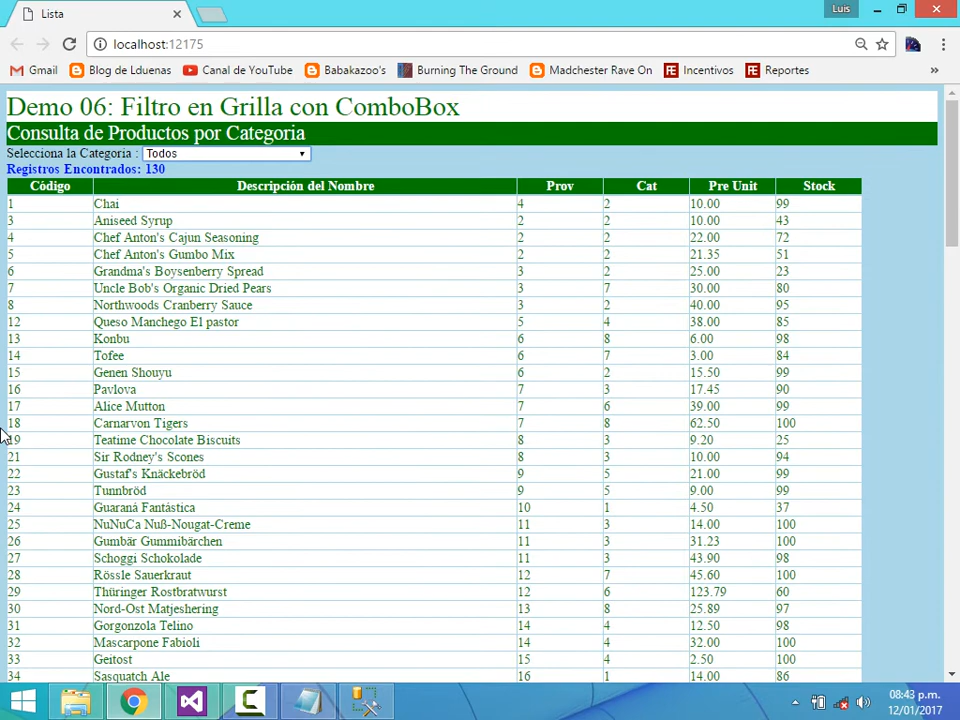 Lista
Luis
localhost:12175
Gmail Blog de Lduenas Canal de YouTube Babakazoo's Burning The Ground Madchester Rave On FE Incentivos FE Reportes »
Demo 06: Filtro en Grilla con ComboBox
Consulta de Productos por Categoria
Selecciona la Categoria : Todos
Registros Encontrados: 130
Código Descripción del Nombre Prov Cat Pre Unit Stock
1 Chai 4 2 10.00 99
3 Aniseed Syrup 2 2 10.00 43
4 Chef Anton's Cajun Seasoning 2 2 22.00 72
5 Chef Anton's Gumbo Mix 2 2 21.35 51
6 Grandma's Boysenberry Spread 3 2 25.00 23
7 Uncle Bob's Organic Dried Pears 3 7 30.00 80
8 Northwoods Cranberry Sauce 3 2 40.00 95
12 Queso Manchego El pastor 5 4 38.00 85
13 Konbu 6 8 6.00 98
14 Tofee 6 7 3.00 84
15 Genen Shouyu 6 2 15.50 99
16 Pavlova 7 3 17.45 90
17 Alice Mutton 7 6 39.00 99
18 Carnarvon Tigers 7 8 62.50 100
19 Teatime Chocolate Biscuits 8 3 9.20 25
21 Sir Rodney's Scones 8 3 10.00 94
22 Gustaf's Knäckebröd 9 5 21.00 99
23 Tunnbröd 9 5 9.00 99
24 Guaraná Fantástica 10 1 4.50 37
25 NuNuCa Nuß-Nougat-Creme 11 3 14.00 100
26 Gumbär Gummibärchen 11 3 31.23 100
27 Schoggi Schokolade 11 3 43.90 98
28 Rössle Sauerkraut 12 7 45.60 100
29 Thüringer Rostbratwurst 12 6 123.79 60
30 Nord-Ost Matjeshering 13 8 25.89 97
31 Gorgonzola Telino 14 4 12.50 98
32 Mascarpone Fabioli 14 4 32.00 100
33 Geitost 15 4 2.50 100
34 Sasquatch Ale 16 1 14.00 86
08:43 p.m.
12/01/2017